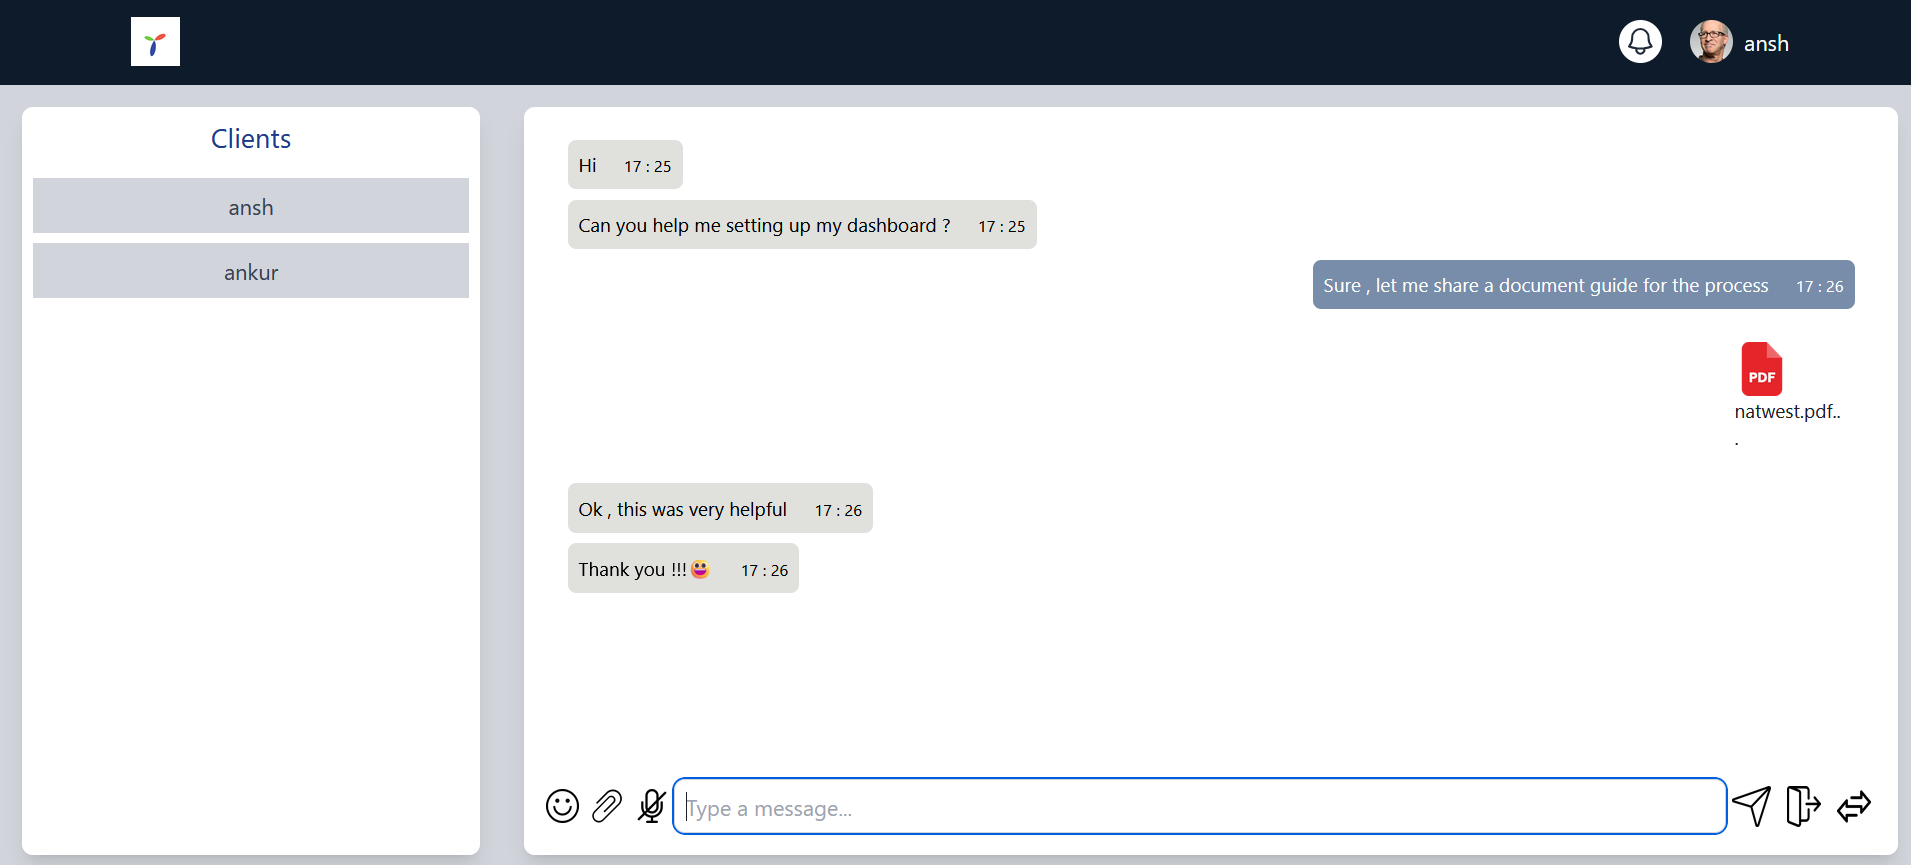 ansh
Clients
ansh
ankur
Hi 17 : 25
Can you help me setting up my dashboard ? 17 : 25
Sure , let me share a document guide for the process 17 : 26
PDF
natwest.pdf..
.
Ok , this was very helpful 17 : 26
Thank you !!!😀 17 : 26
Type a message...